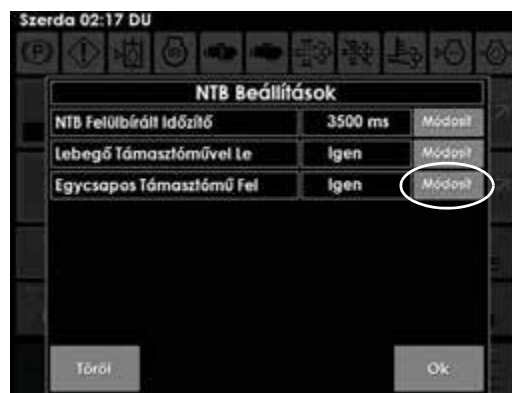 Szerda 02:17 DU
NTB Beállítások
NTB Felülbírált Időzítő 3500 ms Módosít
Lebegő Támasztóművel Le Igen Módosít
Egycsapos Támasztómű Fel Igen Módosít
Töröl Ok